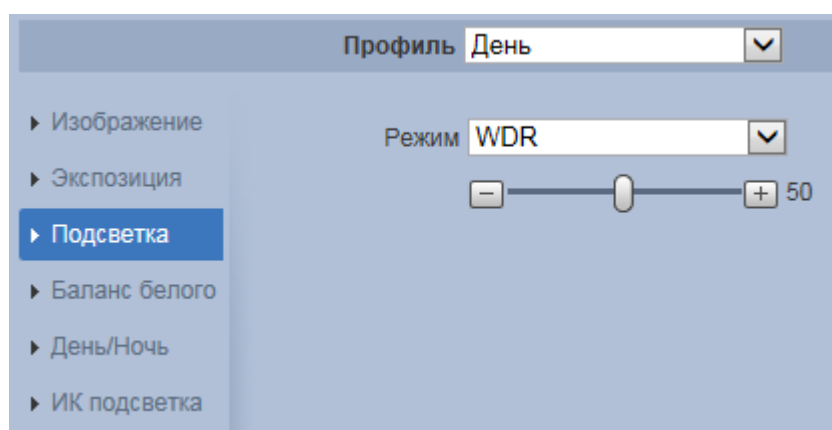 Профиль День
Изображение
Режим WDR
Экспозиция
50
Подсветка
Баланс белого
День/Ночь
ИК подсветка